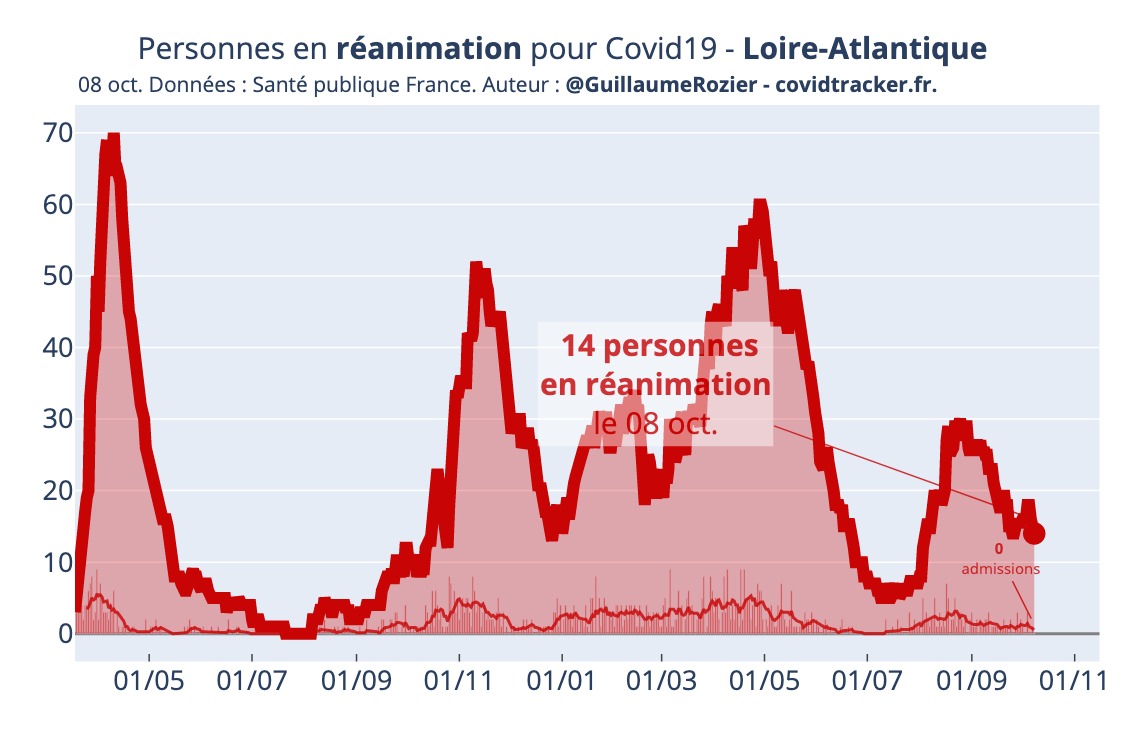 Personnes en réanimation pour Covid19 - Loire-Atlantique
08 oct. Données : Santé publique France. Auteur : @GuillaumeRozier - covidtracker.fr.
70
60
50
40
30
20
10
0
14 personnes
en réanimation
le 08 oct.
0
admissions
01/05 01/07 01/09 01/11 01/01 01/03 01/05 01/07 01/09 01/11